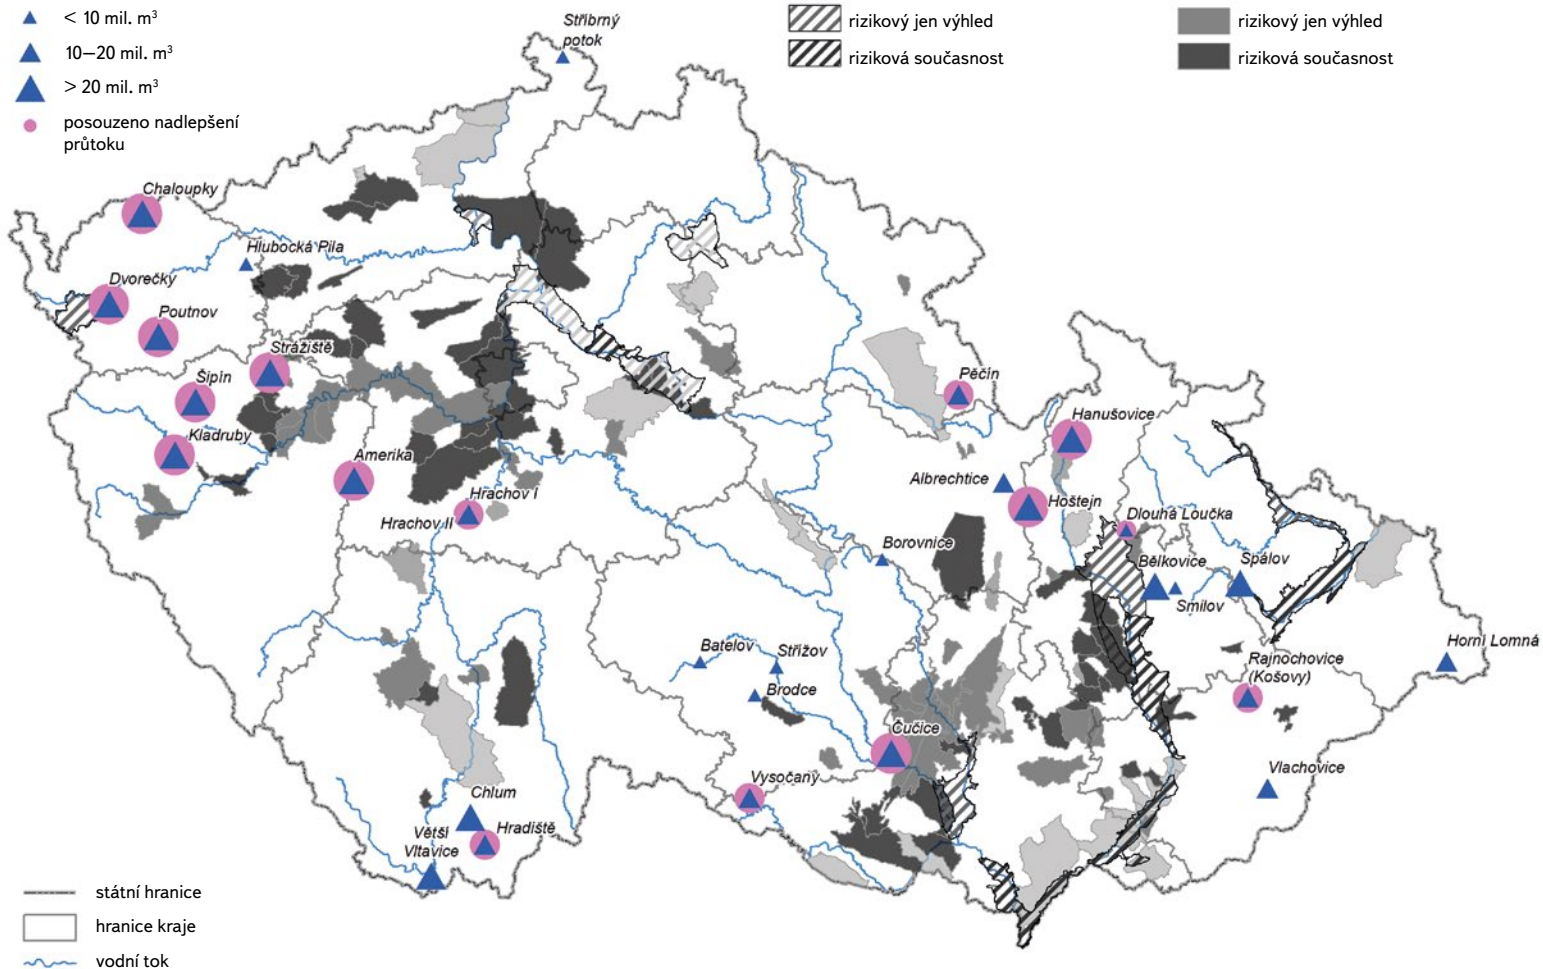 < 10 mil. m³
10–20 mil. m³
> 20 mil. m³
posouzeno nadlepšení
průtoku
rizikový jen výhled
riziková současnost
rizikový jen výhled
riziková současnost
Stříbrný
potok
Chaloupky
Hlubocká Pila
Dvorečky
Poutnov
Strážiště
Šipín
Kladruby
Amerika
Hrachov I
Hrachov II
Pěčín
Hanušovice
Albrechtice
Hoštejn
Dlouhá Loučka
Borovnice
Bělkovice
Spálov
Smilov
Batelov
Střížov
Brodce
Horní Lomná
Rajnochovice
(Košovy)
Čučice
Vysočany
Vlachovice
Chlum
Hradiště
Větší
Vltavice
státní hranice
hranice kraje
vodní tok